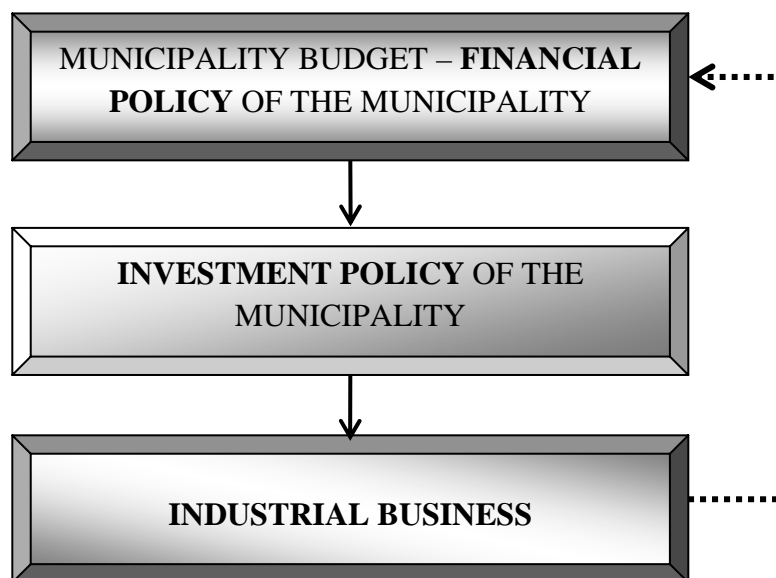 MUNICIPALITY BUDGET – FINANCIAL
POLICY OF THE MUNICIPALITY
INVESTMENT POLICY OF THE
MUNICIPALITY
INDUSTRIAL BUSINESS